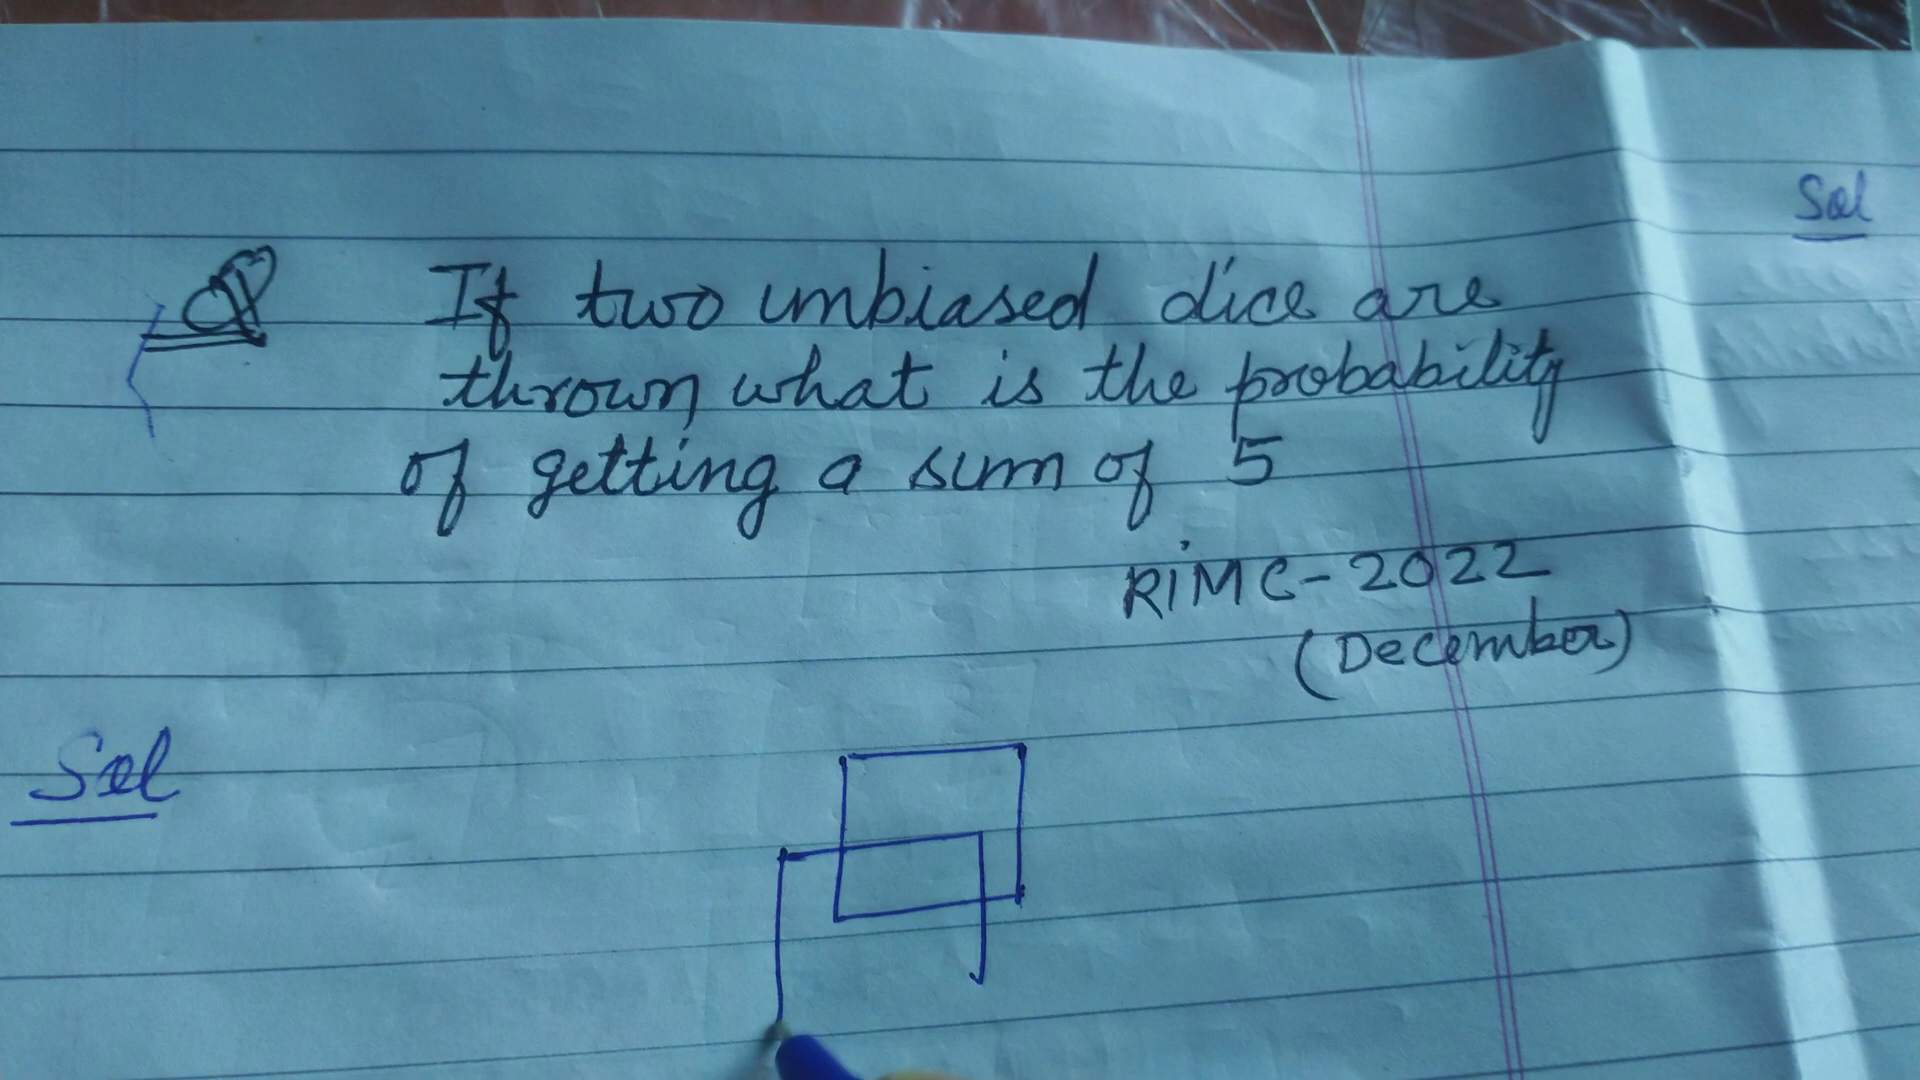 Q If two unbiased dice are
thrown, what is the probability
of getting a sum of 5
RIMC-2022
(December)
Sol
Sol